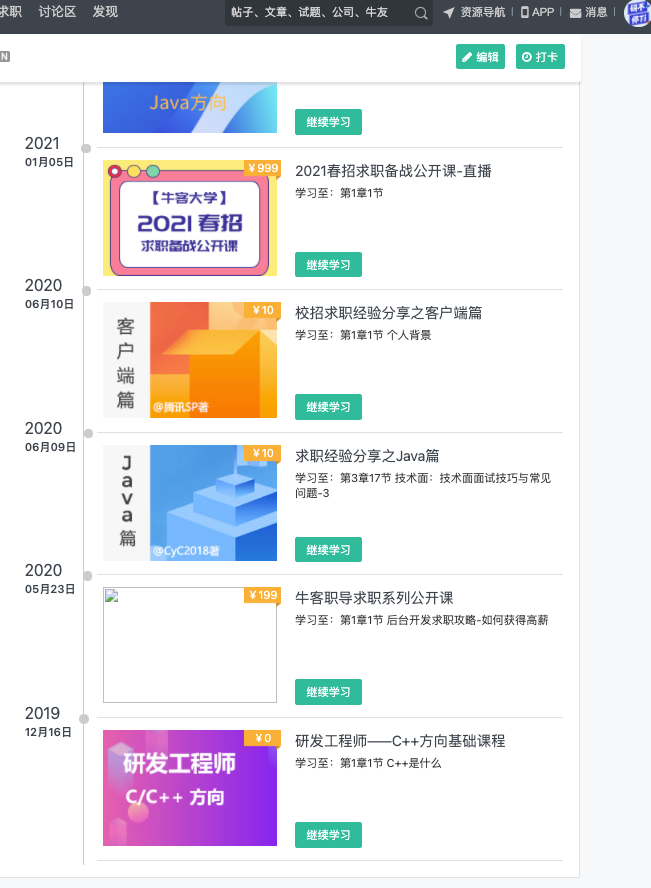 求职 讨论区 发现 帖子、文章、试题、公司、牛友 资源导航 APP 消息
N
编辑 打卡
Java方向
继续学习
2021
01月05日
￥999
【牛客大学】
2021 春招
求职备战公开课
2021春招求职备战公开课-直播
学习至：第1章1节
继续学习
2020
06月10日
￥10
客户端篇
@腾讯SP著
校招求职经验分享之客户端篇
学习至：第1章1节 个人背景
继续学习
2020
06月09日
￥10
Java篇
@CyC2018著
求职经验分享之Java篇
学习至：第3章17节 技术面：技术面面试技巧与常见
问题-3
继续学习
2020
05月23日
￥199
牛客职导求职系列公开课
学习至：第1章1节 后台开发求职攻略-如何获得高薪
继续学习
2019
12月16日
￥0
研发工程师
C/C++ 方向
研发工程师——C++方向基础课程
学习至：第1章1节 C++是什么
继续学习